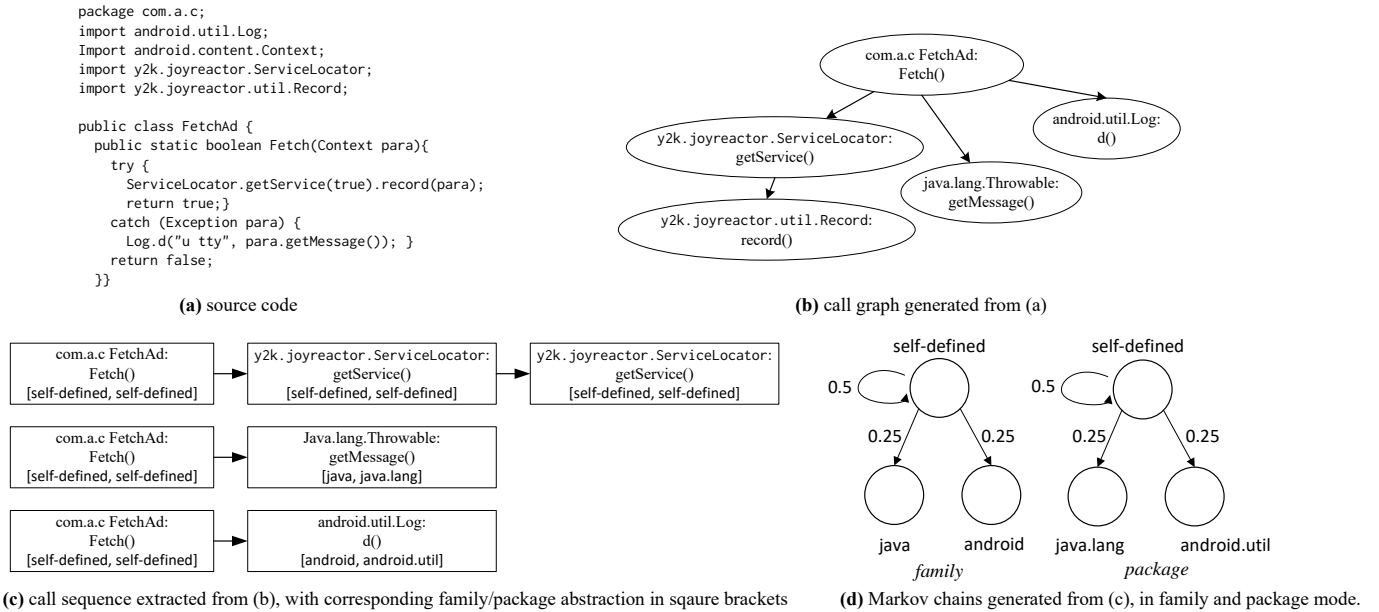 package com.a.c;
import android.util.Log;
Import android.content.Context;
import y2k.joyreactor.ServiceLocator;
import y2k.joyreactor.util.Record;
public class FetchAd {
public static boolean Fetch(Context para){
try {
ServiceLocator.getService(true).record(para);
return true;}
catch (Exception para) {
Log.d("u tty", para.getMessage()); }
return false;
}}
(a) source code
com.a.c FetchAd:
Fetch()
android.util.Log:
d()
y2k.joyreactor.ServiceLocator:
getService()
java.lang.Throwable:
getMessage()
y2k.joyreactor.util.Record:
record()
(b) call graph generated from (a)
com.a.c FetchAd:
Fetch()
[self-defined, self-defined]
y2k.joyreactor.ServiceLocator:
getService()
[self-defined, self-defined]
y2k.joyreactor.ServiceLocator:
getService()
[self-defined, self-defined]
com.a.c FetchAd:
Fetch()
[self-defined, self-defined]
Java.lang.Throwable:
getMessage()
[java, java.lang]
com.a.c FetchAd:
Fetch()
[self-defined, self-defined]
android.util.Log:
d()
[android, android.util]
(c) call sequence extracted from (b), with corresponding family/package abstraction in sqaure brackets
self-defined
0.5
0.25
0.25
java
android
family
self-defined
0.5
0.25
0.25
java.lang
android.util
package
(d) Markov chains generated from (c), in family and package mode.